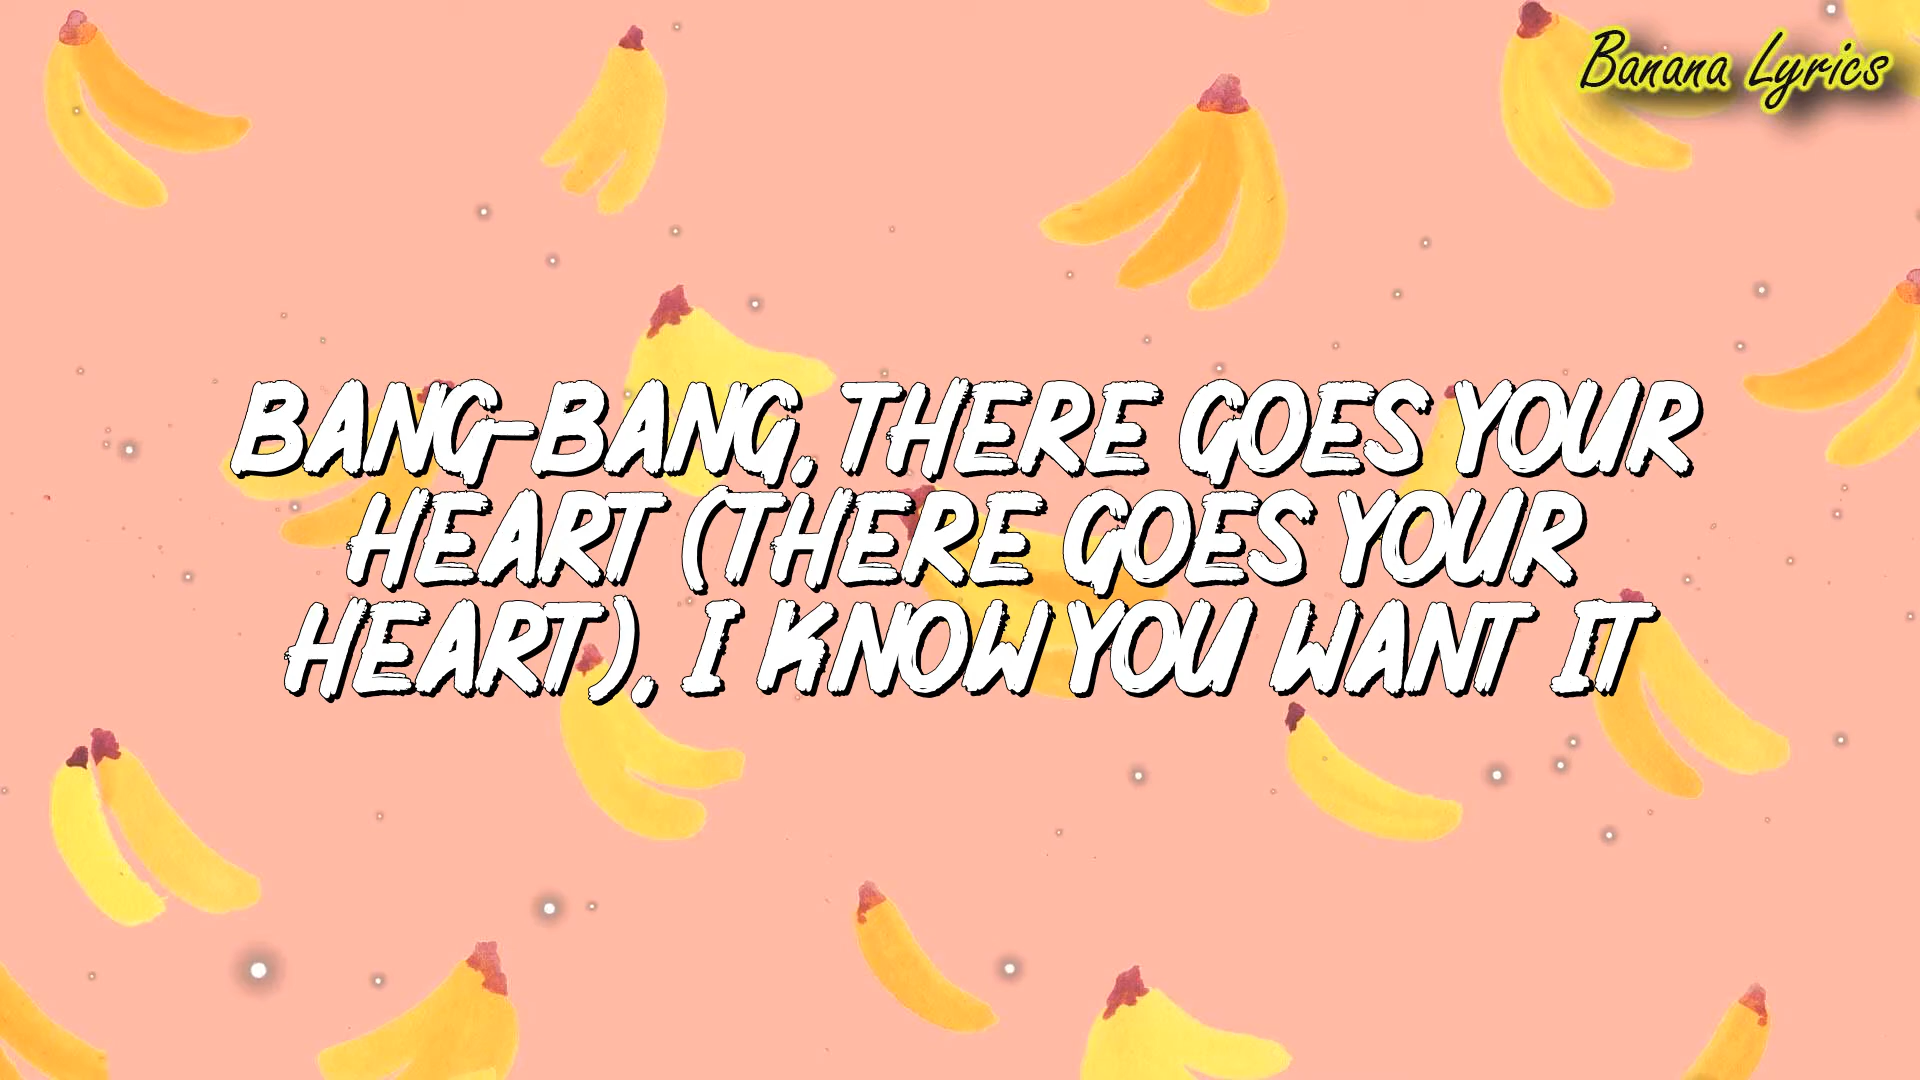 Banana Lyrics
BANG-BANG, THERE GOES YOUR
HEART (THERE GOES YOUR
HEART), I KNOW YOU WANT IT